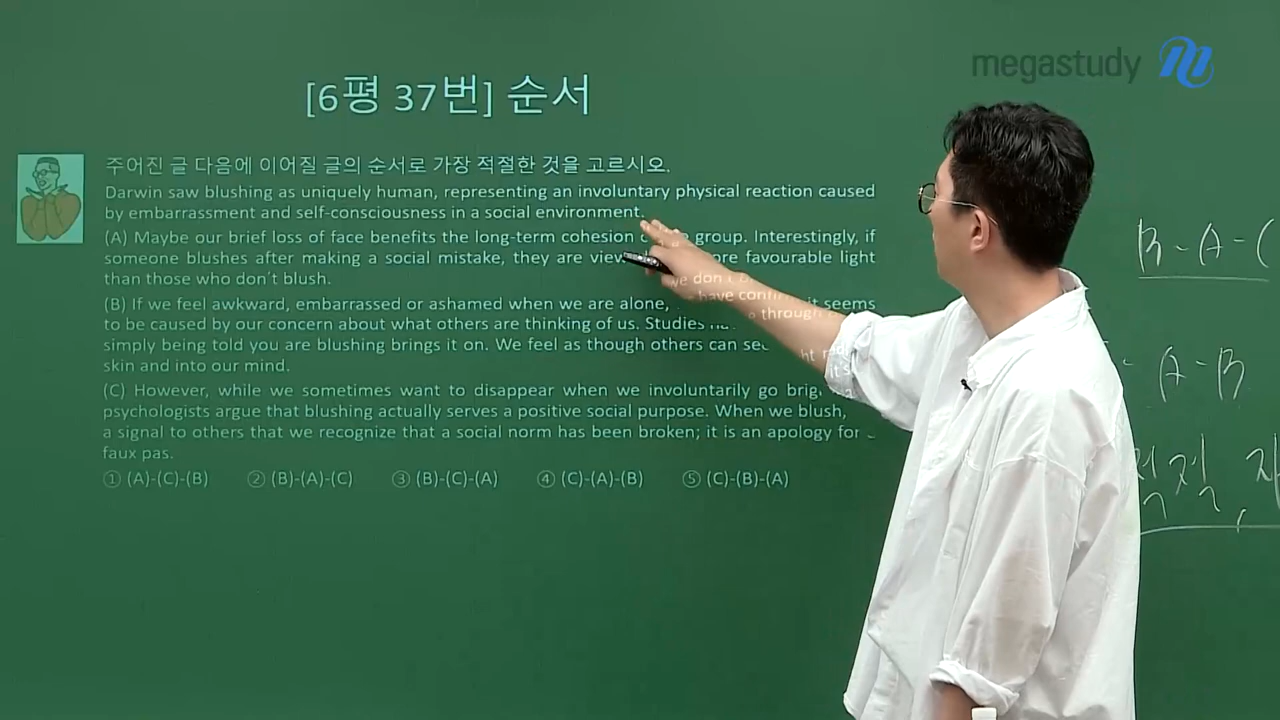 megastudy
[6평 37번] 순서
주어진 글 다음에 이어질 글의 순서로 가장 적절한 것을 고르시오.
Darwin saw blushing as uniquely human, representing an involuntary physical reaction caused
by embarrassment and self-consciousness in a social environment.
(A) Maybe our brief loss of face benefits the long-term cohesion group. Interestingly, if
someone blushes after making a social mistake, they are favourable light
than those who don't blush.
(B) If we feel awkward, embarrassed or ashamed when we are alone, we don't it seems
to be caused by our concern about what others are thinking of us. Studies have
simply being told you are blushing brings it on. We feel as though others can through
skin and into our mind.
(C) However, while we sometimes want to disappear when we involuntarily go
psychologists argue that blushing actually serves a positive social purpose. When we blush,
a signal to others that we recognize that a social norm has been broken; it is an apology for
faux pas.
① (A)-(C)-(B) ② (B)-(A)-(C) ③ (B)-(C)-(A) ④ (C)-(A)-(B) ⑤ (C)-(B)-(A)
B-A-C
A-B